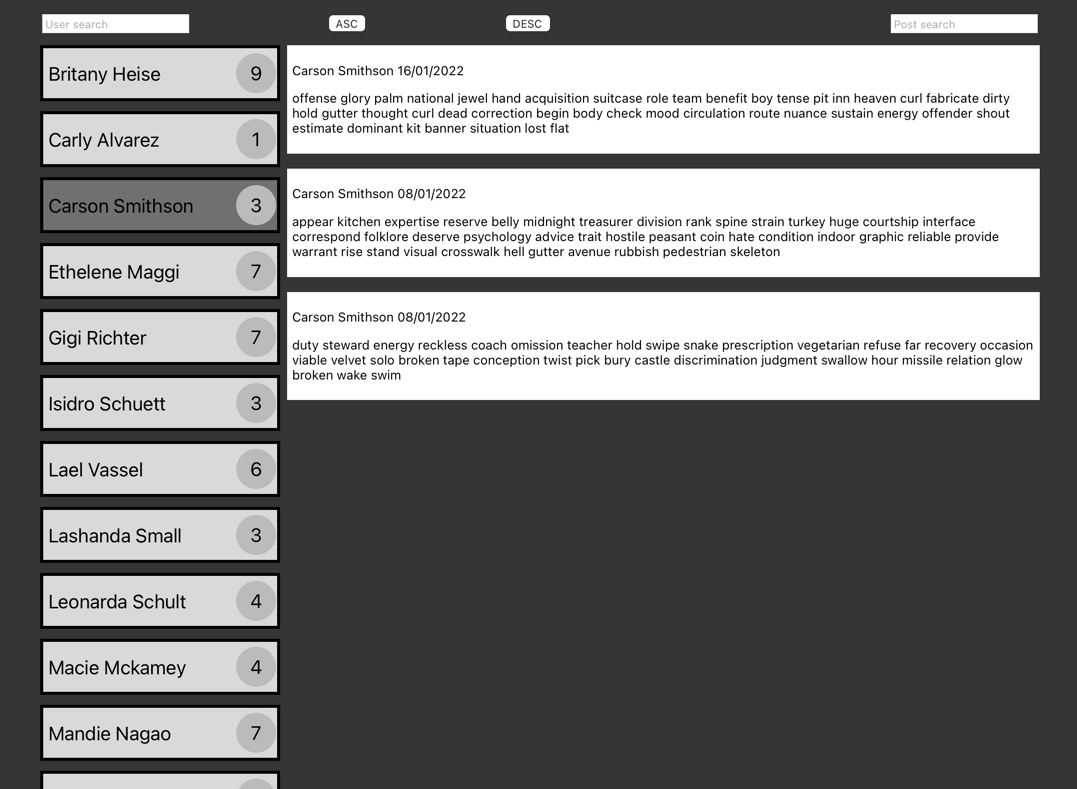 User search
ASC
DESC
Post search
Britany Heise 9
Carly Alvarez 1
Carson Smithson 3
Ethelene Maggi 7
Gigi Richter 7
Isidro Schuett 3
Lael Vassel 6
Lashanda Small 3
Leonarda Schult 4
Macie Mckamey 4
Mandie Nagao 7
Carson Smithson 16/01/2022
offense glory palm national jewel hand acquisition suitcase role team benefit boy tense pit inn heaven curl fabricate dirty
hold gutter thought curl dead correction begin body check mood circulation route nuance sustain energy offender shout
estimate dominant kit banner situation lost flat
Carson Smithson 08/01/2022
appear kitchen expertise reserve belly midnight treasurer division rank spine strain turkey huge courtship interface
correspond folklore deserve psychology advice trait hostile peasant coin hate condition indoor graphic reliable provide
warrant rise stand visual crosswalk hell gutter avenue rubbish pedestrian skeleton
Carson Smithson 08/01/2022
duty steward energy reckless coach omission teacher hold swipe snake prescription vegetarian refuse far recovery occasion
viable velvet solo broken tape conception twist pick bury castle discrimination judgment swallow hour missile relation glow
broken wake swim